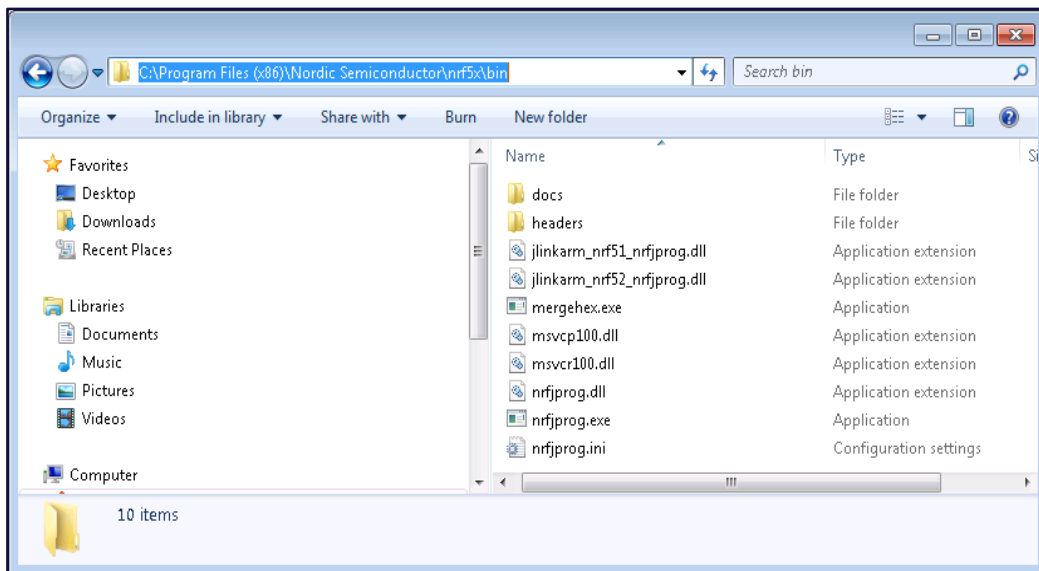 C:\Program Files (x86)\Nordic Semiconductor\nrf5x\bin Search bin
Organize Include in library Share with Burn New folder
Favorites
Desktop
Downloads
Recent Places
Libraries
Documents
Music
Pictures
Videos
Computer
Name Type
docs File folder
headers File folder
jlinkarm_nrf51_nrfjprog.dll Application extension
jlinkarm_nrf52_nrfjprog.dll Application extension
mergehex.exe Application
msvcp100.dll Application extension
msvcr100.dll Application extension
nrfjprog.dll Application extension
nrfjprog.exe Application
nrfjprog.ini Configuration settings
10 items